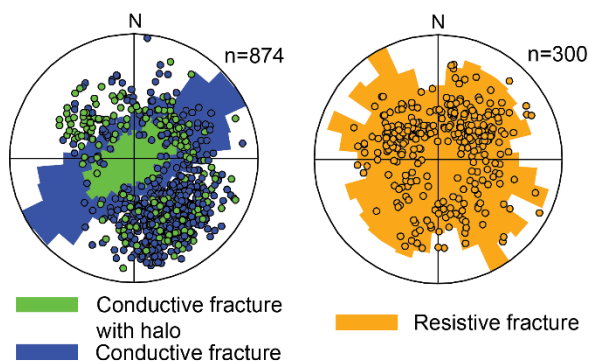 N
n=874
N
n=300
Conductive fracture
with halo
Conductive fracture
Resistive fracture